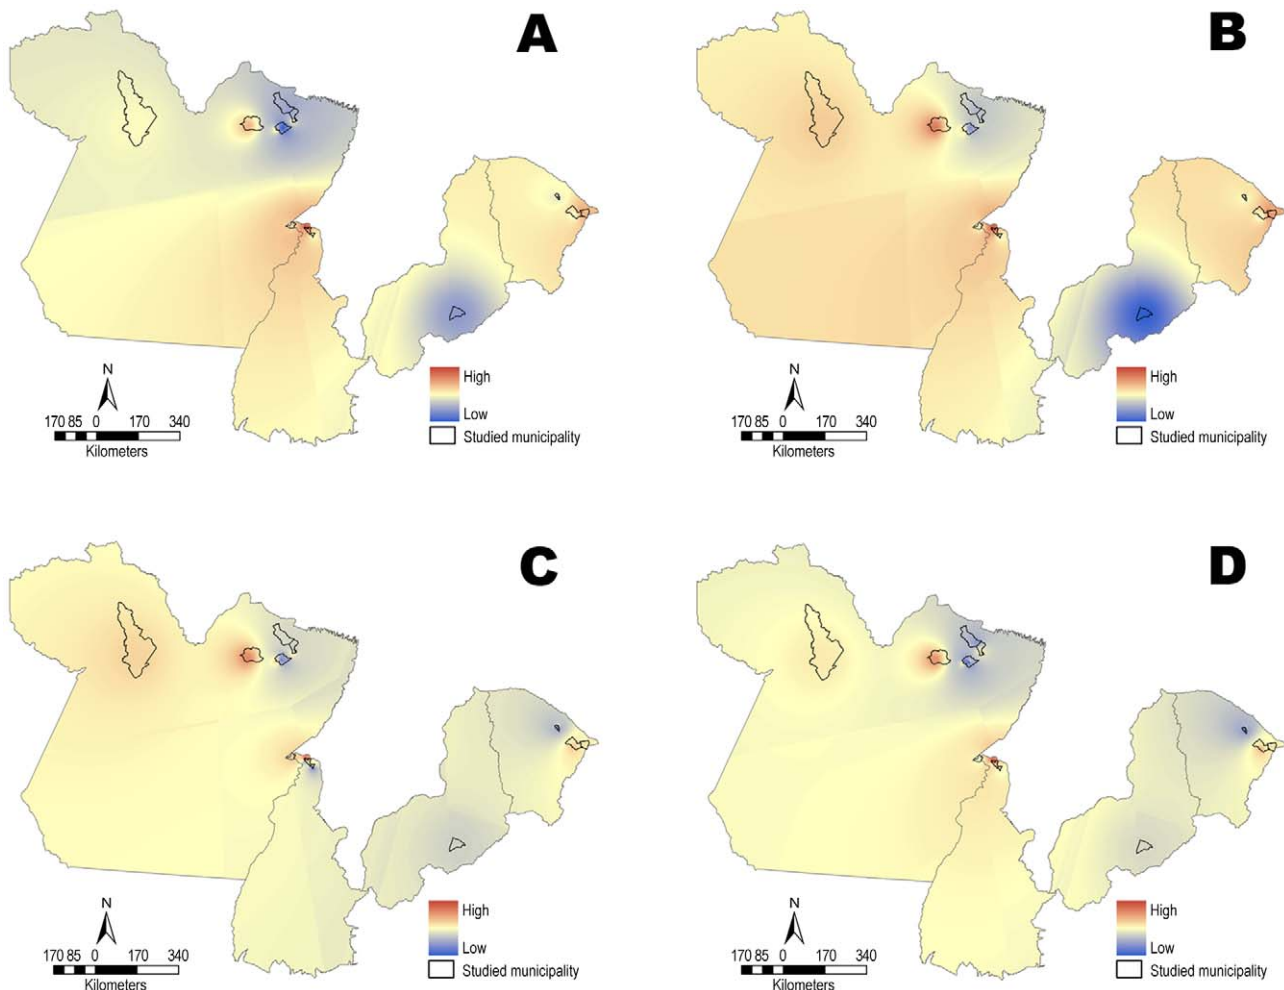 A
N
170 85 0 170 340
Kilometers
High
Low
Studied municipality
B
N
170 85 0 170 340
Kilometers
High
Low
Studied municipality
C
N
170 85 0 170 340
Kilometers
High
Low
Studied municipality
D
N
170 85 0 170 340
Kilometers
High
Low
Studied municipality